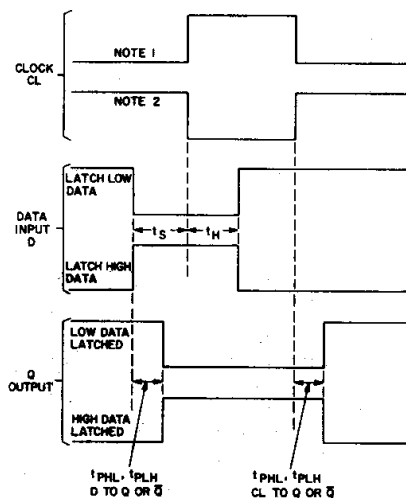 NOTE 1
CLOCK
CL
NOTE 2
LATCH LOW
DATA
DATA
INPUT
D
tS
tH
LATCH HIGH
DATA
LOW DATA
LATCHED
Q
OUTPUT
HIGH DATA
LATCHED
tPHL, tPLH
D TO Q OR Q̅
tPHL, tPLH
CL TO Q OR Q̅